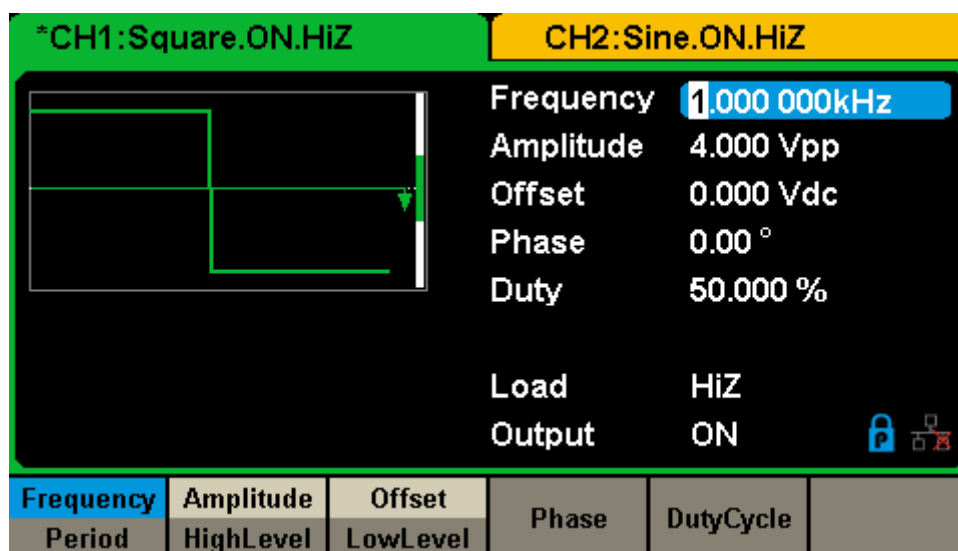 *CH1:Square.ON.HiZ CH2:Sine.ON.HiZ
Frequency 1.000 000kHz
Amplitude 4.000 Vpp
Offset 0.000 Vdc
Phase 0.00 °
Duty 50.000 %
Load HiZ
Output ON
P
Frequency Amplitude Offset Phase DutyCycle
Period HighLevel LowLevel